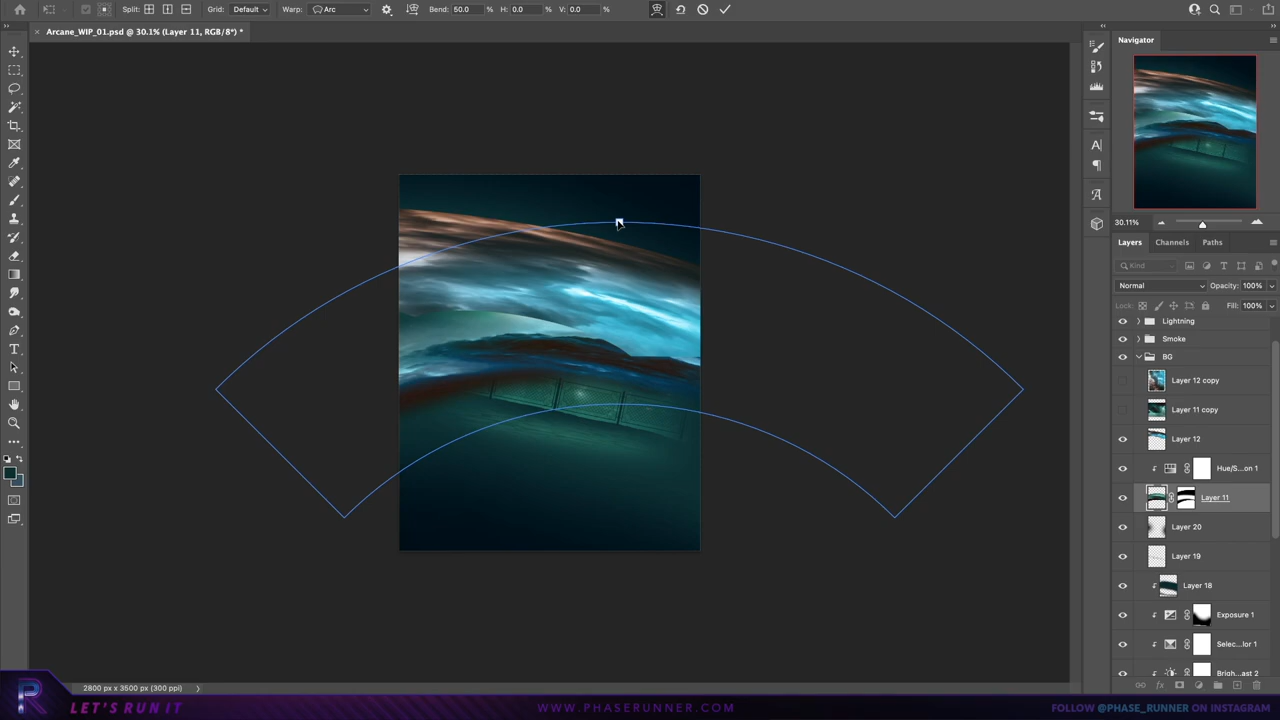 Split:
Grid: Default
Warp: Arc
Bend: 50.0 %
H: 0.0 %
V: 0.0 %
Arcane_WIP_01.psd @ 30.1% (Layer 11, RGB/8*) *
Navigator
30.11%
Layers Channels Paths
Kind
Normal Opacity: 100%
Lock: Fill: 100%
Lightning
Smoke
BG
Layer 12 copy
Layer 11 copy
Layer 12
Hue/S...on 1
Layer 11
Layer 20
Layer 19
Layer 18
Exposure 1
Selec...lor 1
Brigh...ast 2
2800 px x 3500 px (300 ppi)
LET'S RUN IT
WWW.PHASERUNNER.COM
FOLLOW @PHASE_RUNNER ON INSTAGRAM